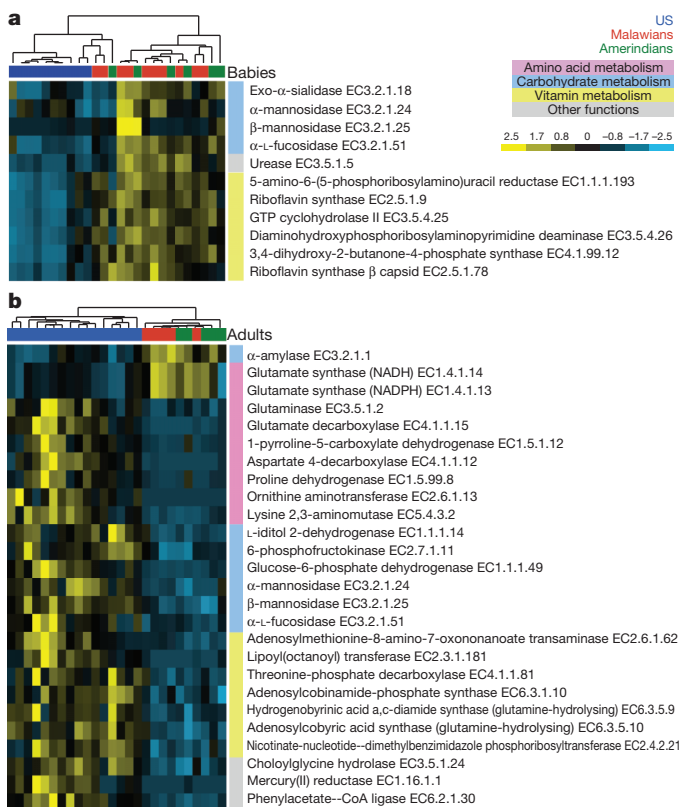 a
US
Malawians
Amerindians
Babies
Amino acid metabolism
Carbohydrate metabolism
Vitamin metabolism
Other functions
2.5 1.7 0.8 0 −0.8 −1.7 −2.5
Exo-α-sialidase EC3.2.1.18
α-mannosidase EC3.2.1.24
β-mannosidase EC3.2.1.25
α-L-fucosidase EC3.2.1.51
Urease EC3.5.1.5
5-amino-6-(5-phosphoribosylamino)uracil reductase EC1.1.1.193
Riboflavin synthase EC2.5.1.9
GTP cyclohydrolase II EC3.5.4.25
Diaminohydroxyphosphoribosylaminopyrimidine deaminase EC3.5.4.26
3,4-dihydroxy-2-butanone-4-phosphate synthase EC4.1.99.12
Riboflavin synthase β capsid EC2.5.1.78
b
Adults
α-amylase EC3.2.1.1
Glutamate synthase (NADH) EC1.4.1.14
Glutamate synthase (NADPH) EC1.4.1.13
Glutaminase EC3.5.1.2
Glutamate decarboxylase EC4.1.1.15
1-pyrroline-5-carboxylate dehydrogenase EC1.5.1.12
Aspartate 4-decarboxylase EC4.1.1.12
Proline dehydrogenase EC1.5.99.8
Ornithine aminotransferase EC2.6.1.13
Lysine 2,3-aminomutase EC5.4.3.2
L-iditol 2-dehydrogenase EC1.1.1.14
6-phosphofructokinase EC2.7.1.11
Glucose-6-phosphate dehydrogenase EC1.1.1.49
α-mannosidase EC3.2.1.24
β-mannosidase EC3.2.1.25
α-L-fucosidase EC3.2.1.51
Adenosylmethionine-8-amino-7-oxononanoate transaminase EC2.6.1.62
Lipoyl(octanoyl) transferase EC2.3.1.181
Threonine-phosphate decarboxylase EC4.1.1.81
Adenosylcobinamide-phosphate synthase EC6.3.1.10
Hydrogenobyrinic acid a,c-diamide synthase (glutamine-hydrolysing) EC6.3.5.9
Adenosylcobyric acid synthase (glutamine-hydrolysing) EC6.3.5.10
Nicotinate-nucleotide--dimethylbenzimidazole phosphoribosyltransferase EC2.4.2.21
Choloylglycine hydrolase EC3.5.1.24
Mercury(II) reductase EC1.16.1.1
Phenylacetate--CoA ligase EC6.2.1.30